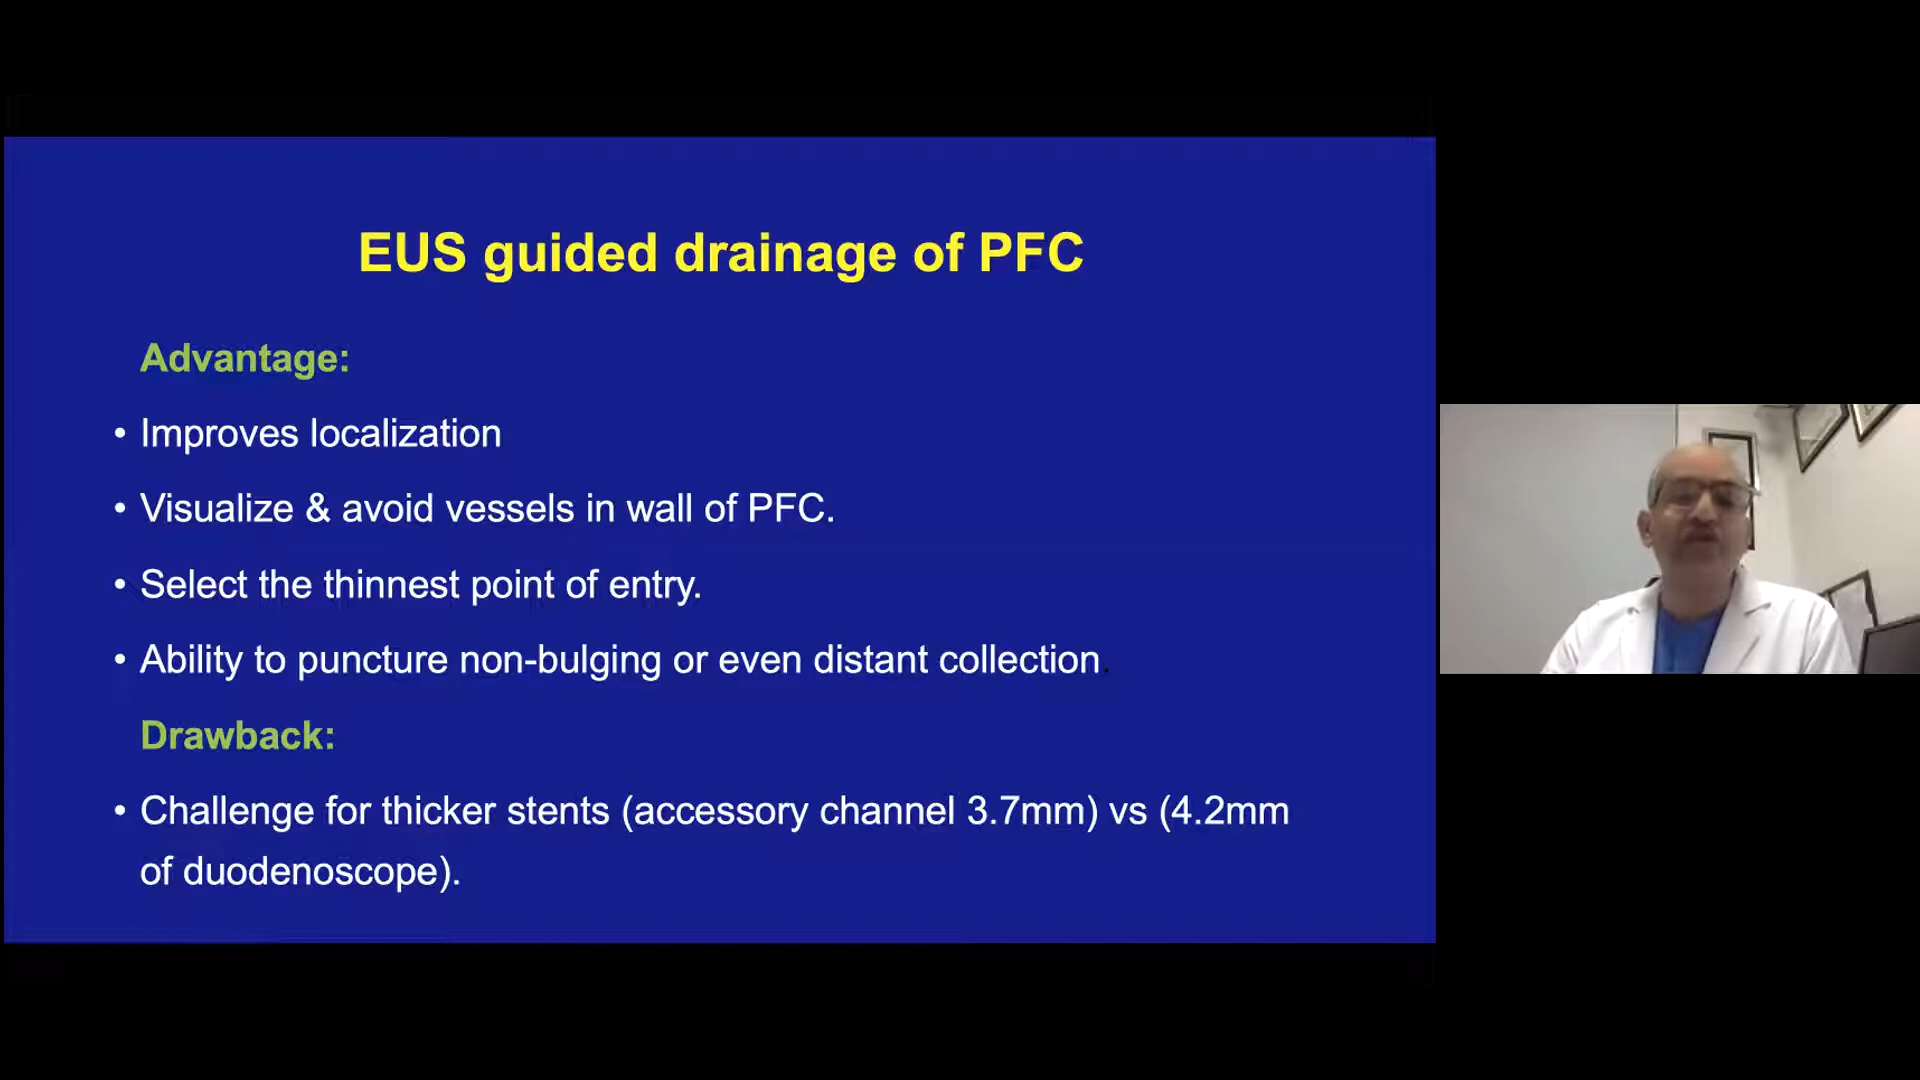 EUS guided drainage of PFC
Advantage:
• Improves localization
• Visualize & avoid vessels in wall of PFC.
• Select the thinnest point of entry.
• Ability to puncture non-bulging or even distant collection.
Drawback:
• Challenge for thicker stents (accessory channel 3.7mm) vs (4.2mm
of duodenoscope).